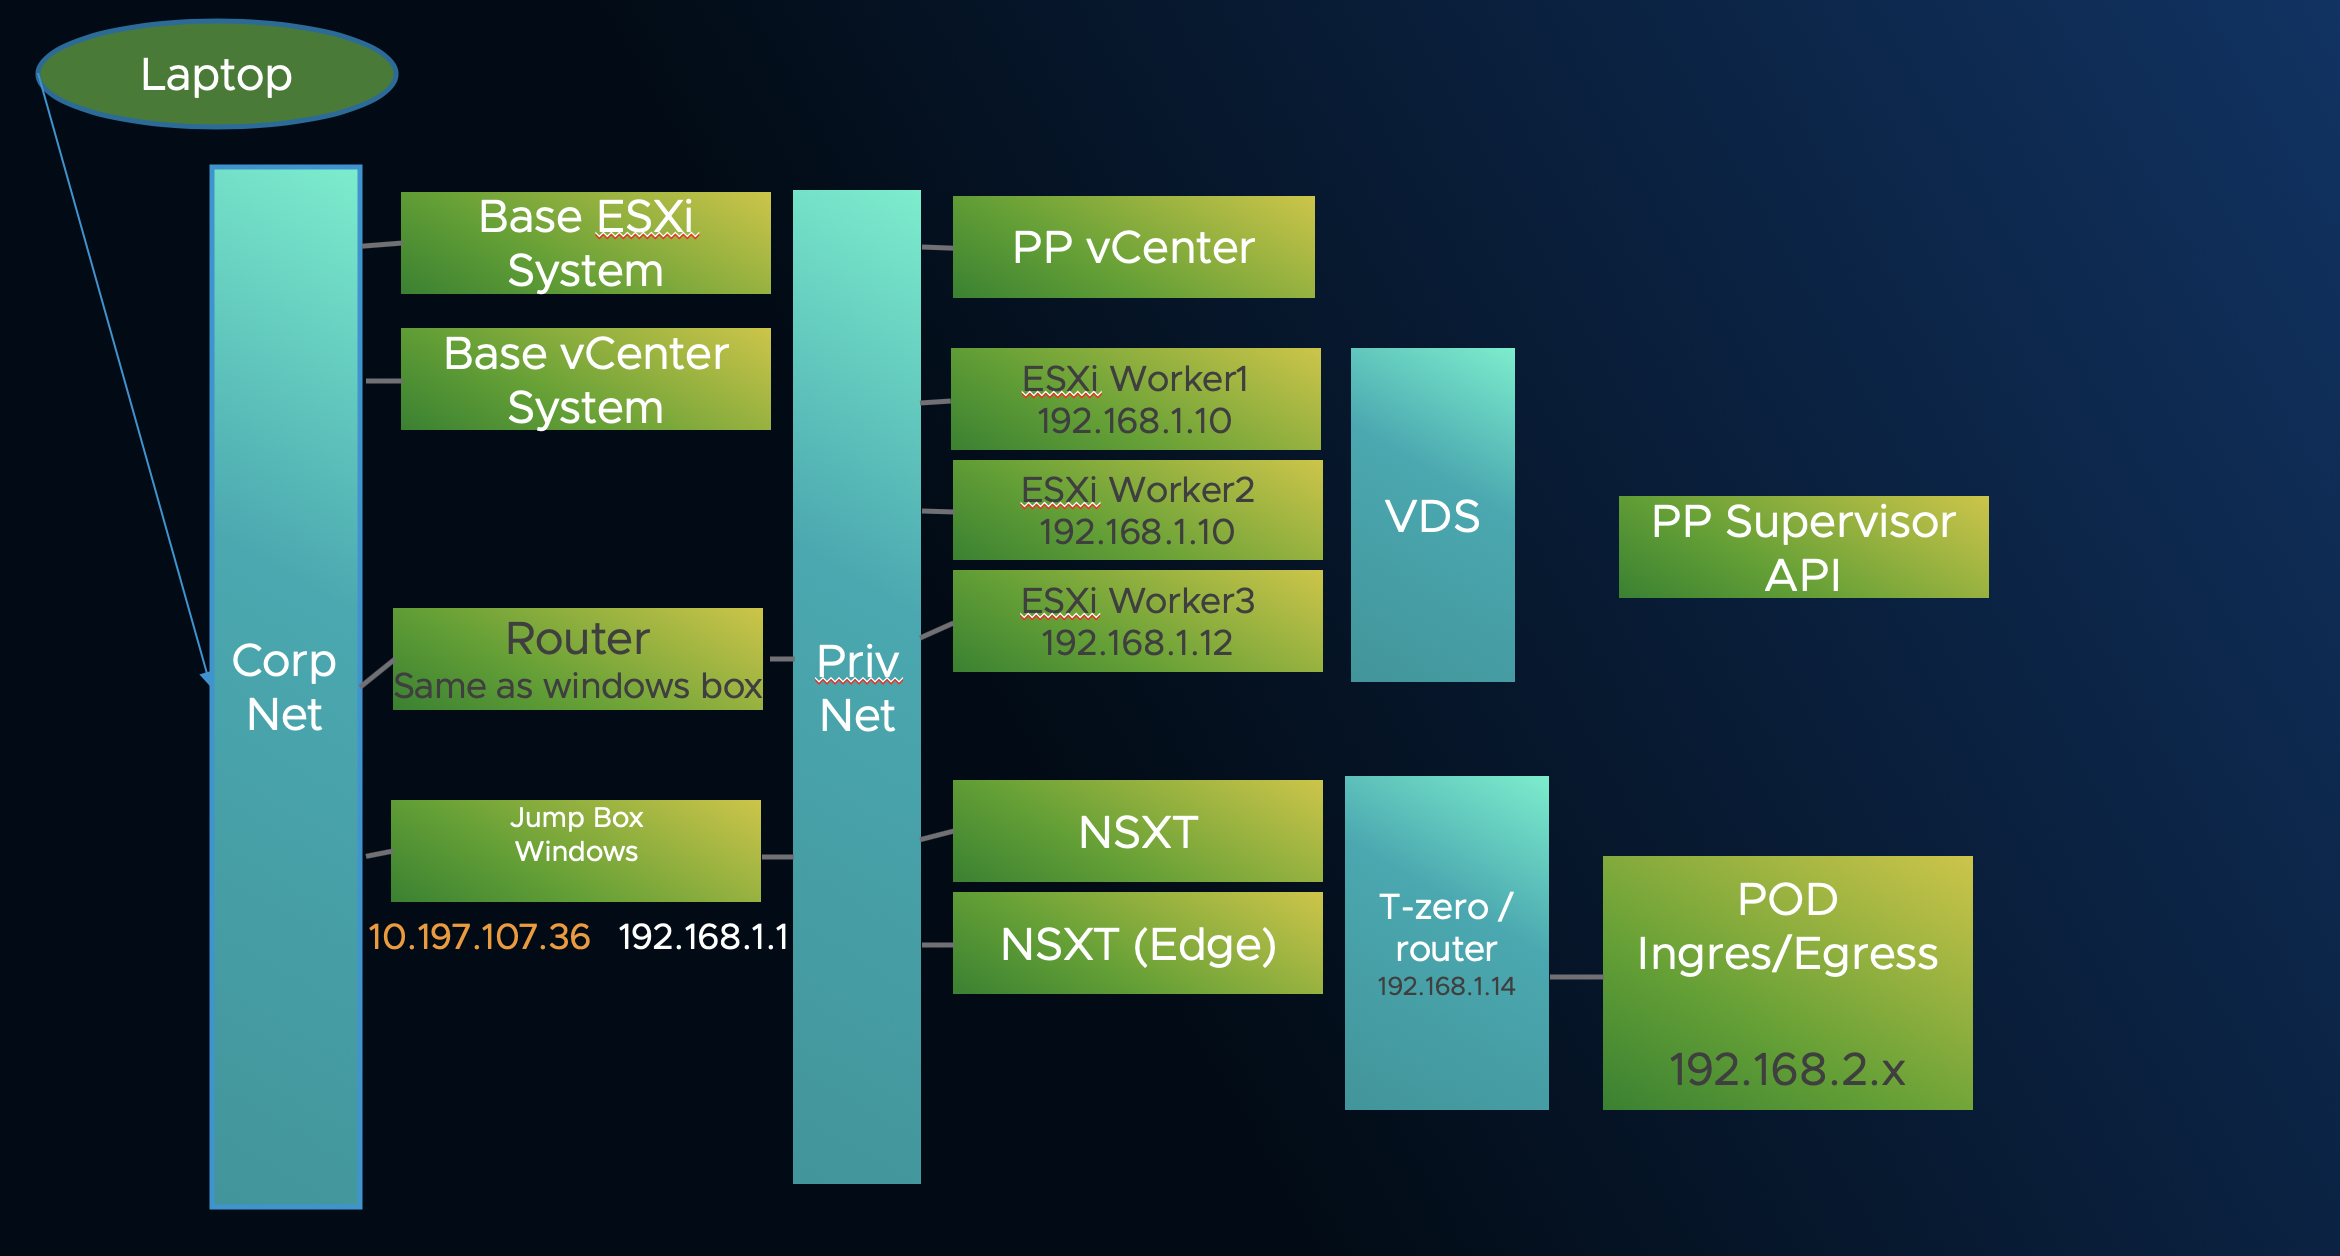 Laptop
Corp
Net
Base ESXi
System
Base vCenter
System
Router
Same as windows box
Jump Box
Windows
10.197.107.36
192.168.1.1
Priv
Net
PP vCenter
ESXi Worker1
192.168.1.10
ESXi Worker2
192.168.1.10
ESXi Worker3
192.168.1.12
VDS
PP Supervisor
API
NSXT
NSXT (Edge)
T-zero /
router
192.168.1.14
POD
Ingres/Egress
192.168.2.x